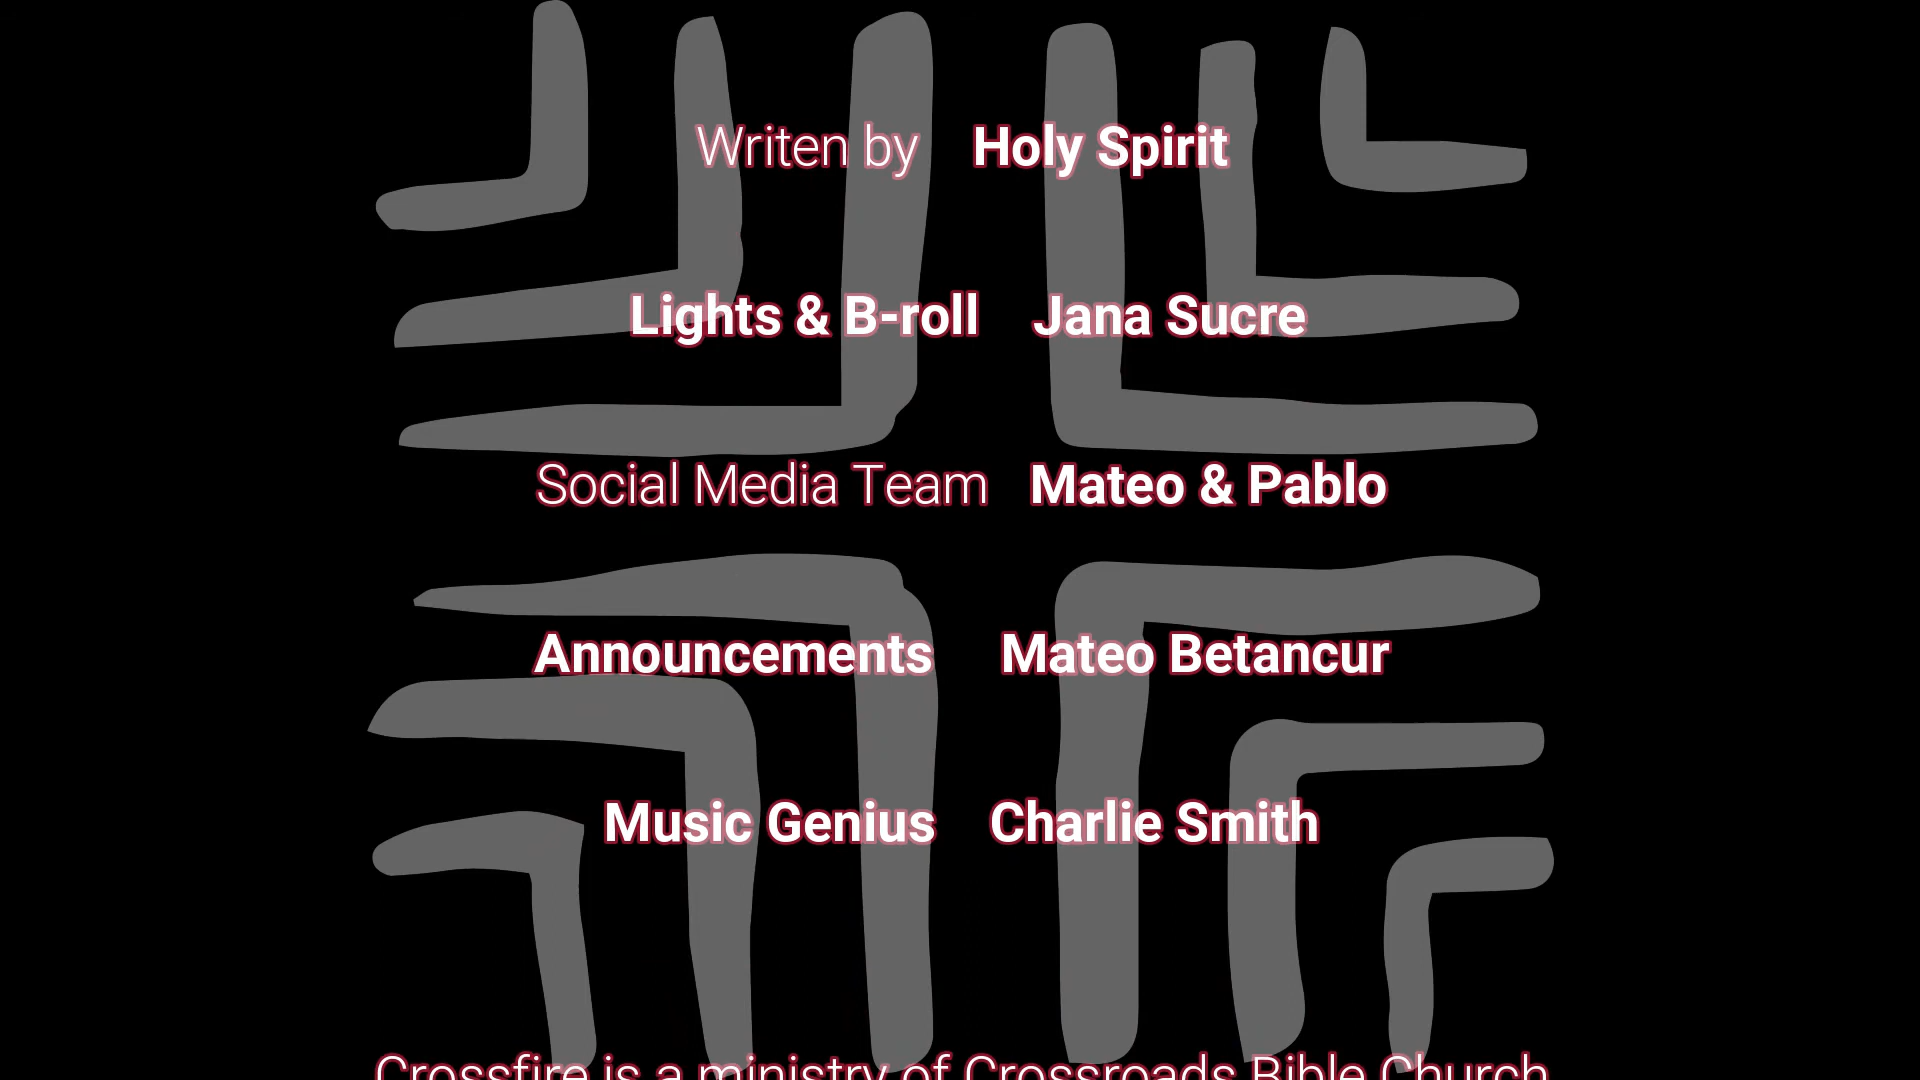 Writen by Holy Spirit
Lights & B-roll Jana Sucre
Social Media Team Mateo & Pablo
Announcements Mateo Betancur
Music Genius Charlie Smith
Crossfire is a ministry of Crossroads Bible Church